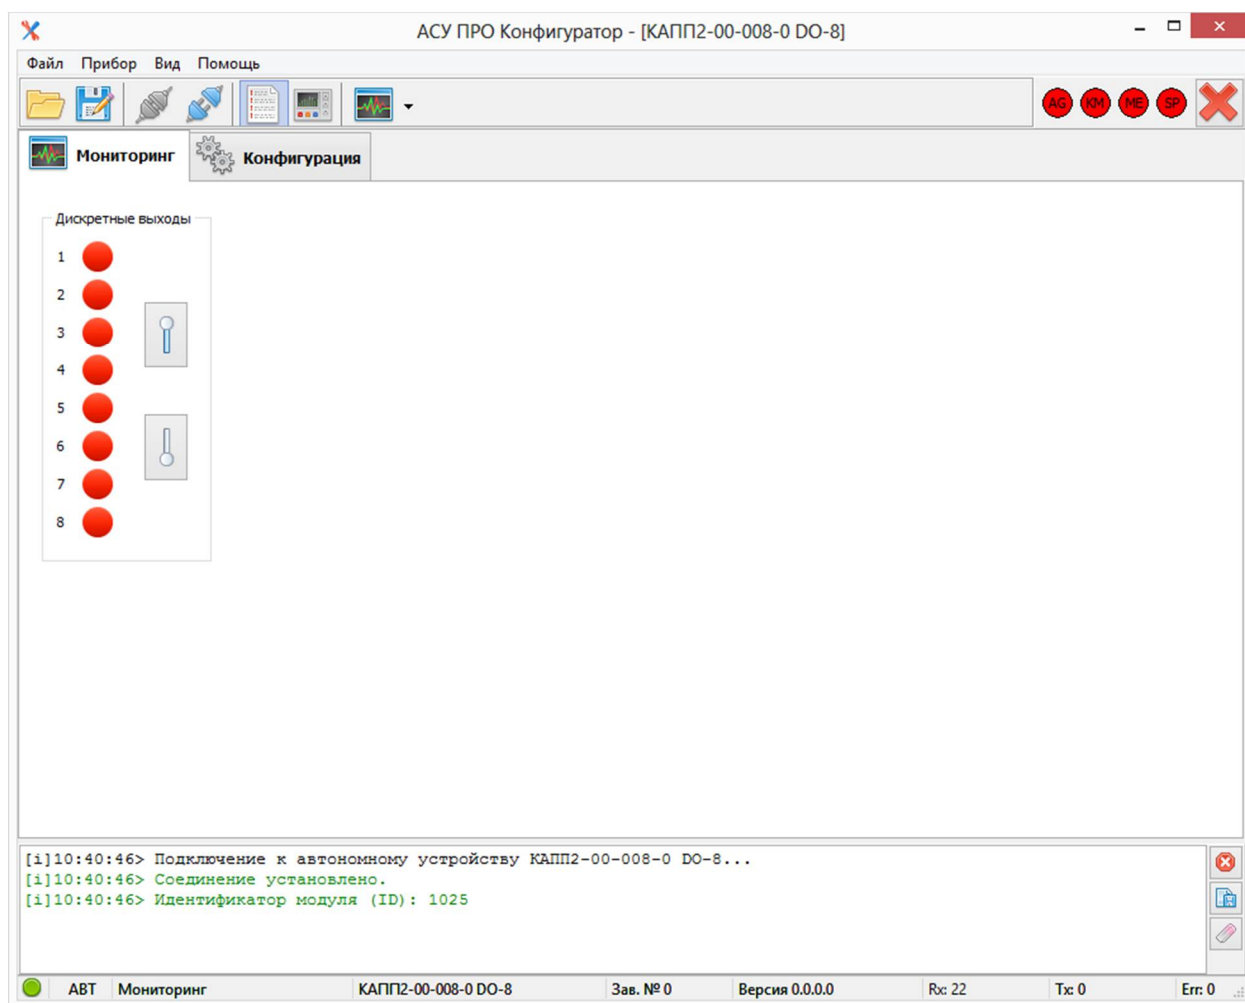 АСУ ПРО Конфигуратор - [КАПП2-00-008-0 DO-8]
Файл Прибор Вид Помощь
AG KM ME SP
Мониторинг Конфигурация
Дискретные выходы
1
2
3
4
5
6
7
8
[i]10:40:46> Подключение к автономному устройству КАПП2-00-008-0 DO-8...
[i]10:40:46> Соединение установлено.
[i]10:40:46> Идентификатор модуля (ID): 1025
АВТ Мониторинг КАПП2-00-008-0 DO-8 Зав. № 0 Версия 0.0.0.0 Rx: 22 Tx: 0 Err: 0